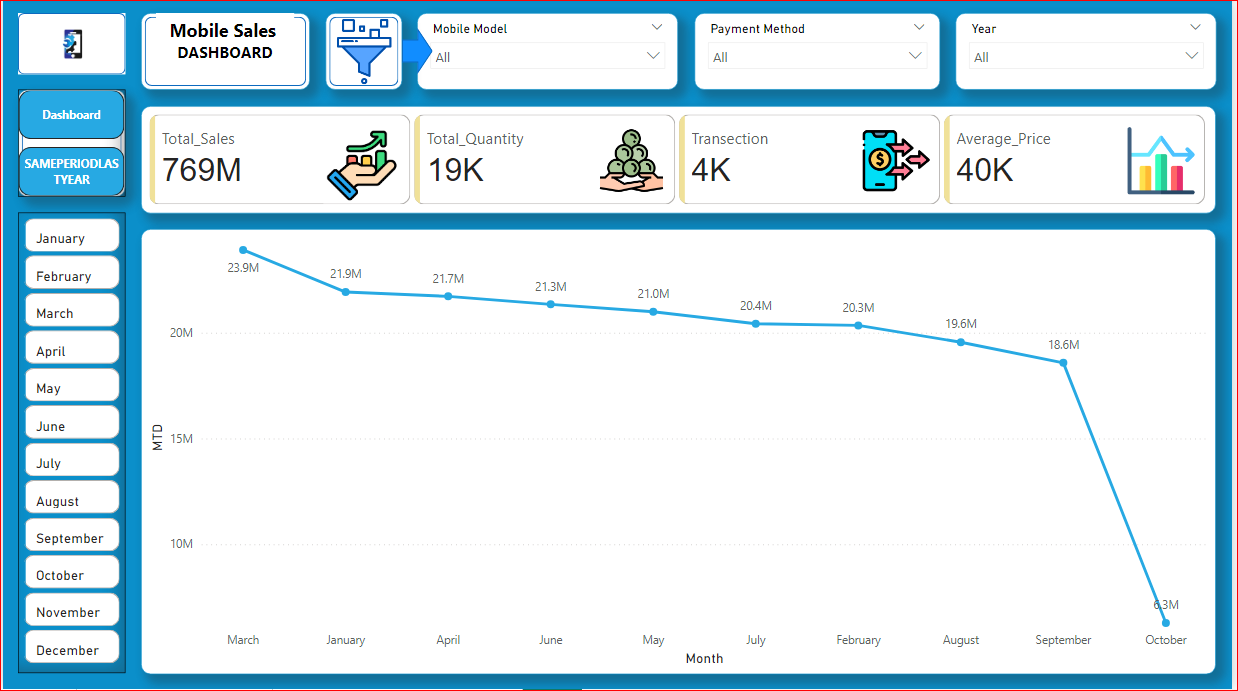 Mobile Sales
DASHBOARD
Mobile Model
All
Payment Method
All
Year
All
Dashboard
SAMEPERIODLAS
TYEAR
Total_Sales
769M
Total_Quantity
19K
Transection
4K
$
Average_Price
40K
January
February
March
April
May
June
July
August
September
October
November
December
23.9M
21.9M
21.7M
21.3M
21.0M
20.4M
20.3M
19.6M
18.6M
6.3M
20M
15M
10M
MTD
March January April June May July February August September October
Month